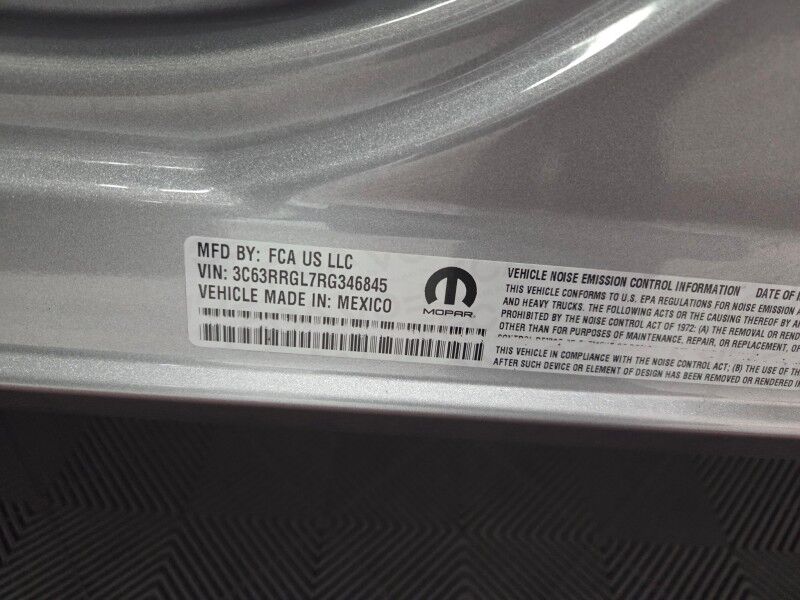 MFD BY: FCA US LLC
VIN: 3C63RRGL7RG346845
VEHICLE MADE IN: MEXICO
MOPAR
VEHICLE NOISE EMISSION CONTROL INFORMATION DATE OF
THIS VEHICLE CONFORMS TO U.S. EPA REGULATIONS FOR NOISE EMISSION
AND HEAVY TRUCKS. THE FOLLOWING ACTS OR THE CAUSING THEREOF BY
PROHIBITED BY THE NOISE CONTROL ACT OF 1972: (A) THE REMOVAL OR
OTHER THAN FOR PURPOSES OF MAINTENANCE, REPAIR, OR REPLACEMENT,
THIS VEHICLE IN COMPLIANCE WITH THE NOISE CONTROL ACT; (B) THE USE OF
AFTER SUCH DEVICE OR ELEMENT OF DESIGN HAS BEEN REMOVED OR RENDERED